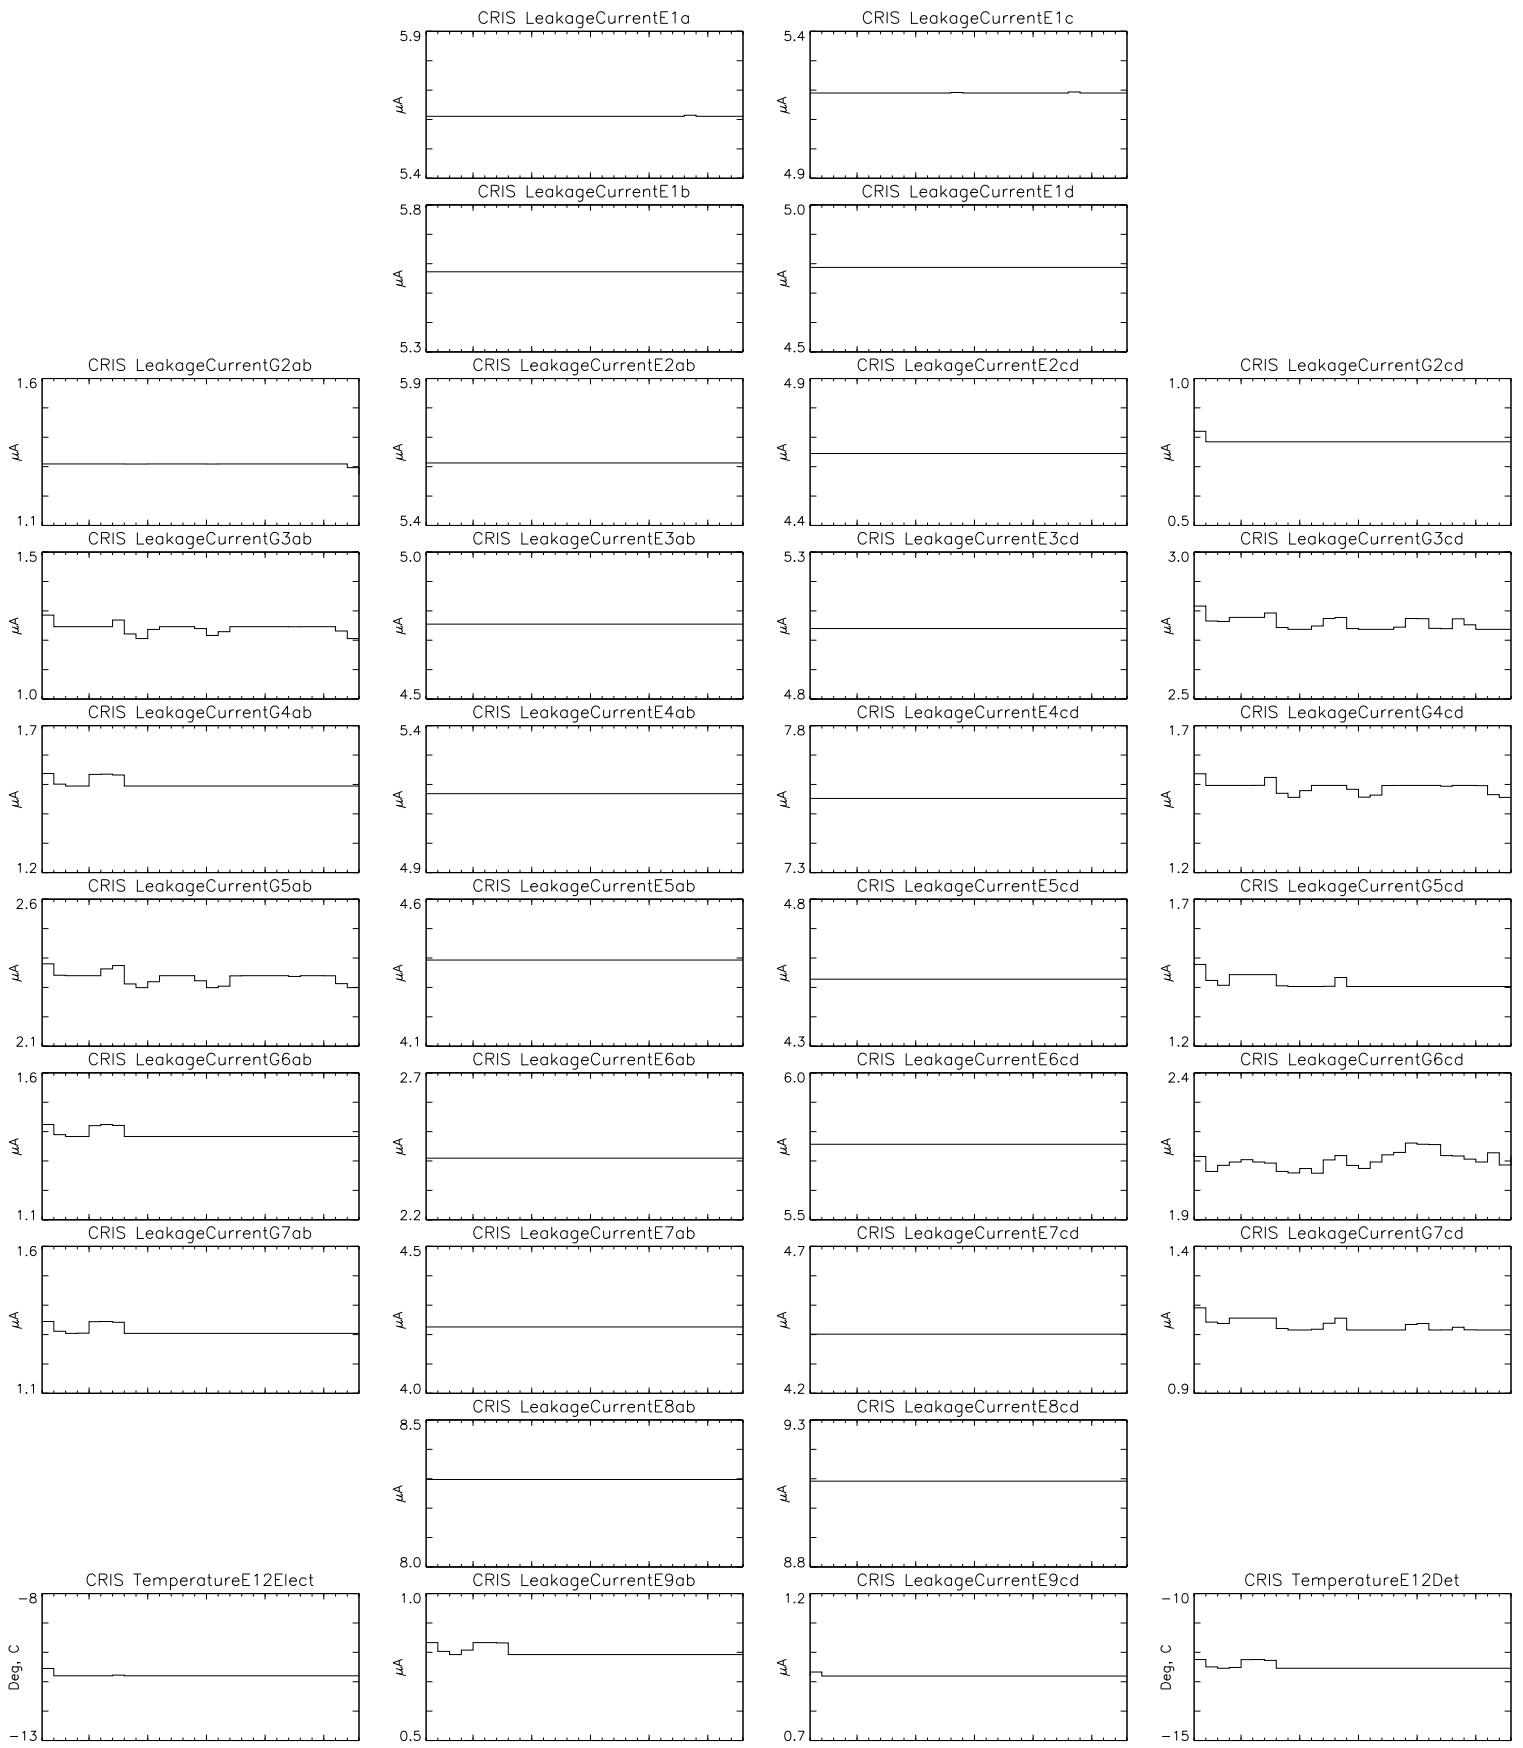 CRIS LeakageCurrentE1a
5.9
μA
5.4
CRIS LeakageCurrentE1c
5.4
μA
4.9
CRIS LeakageCurrentE1b
5.8
μA
5.3
CRIS LeakageCurrentE1d
5.0
μA
4.5
CRIS LeakageCurrentG2ab
1.6
μA
1.1
CRIS LeakageCurrentE2ab
5.9
μA
5.4
CRIS LeakageCurrentE2cd
4.9
μA
4.4
CRIS LeakageCurrentG2cd
1.0
μA
0.5
CRIS LeakageCurrentG3ab
1.5
μA
1.0
CRIS LeakageCurrentE3ab
5.0
μA
4.5
CRIS LeakageCurrentE3cd
5.3
μA
4.8
CRIS LeakageCurrentG3cd
3.0
μA
2.5
CRIS LeakageCurrentG4ab
1.7
μA
1.2
CRIS LeakageCurrentE4ab
5.4
μA
4.9
CRIS LeakageCurrentE4cd
7.8
μA
7.3
CRIS LeakageCurrentG4cd
1.7
μA
1.2
CRIS LeakageCurrentG5ab
2.6
μA
2.1
CRIS LeakageCurrentE5ab
4.6
μA
4.1
CRIS LeakageCurrentE5cd
4.8
μA
4.3
CRIS LeakageCurrentG5cd
1.7
μA
1.2
CRIS LeakageCurrentG6ab
1.6
μA
1.1
CRIS LeakageCurrentE6ab
2.7
μA
2.2
CRIS LeakageCurrentE6cd
6.0
μA
5.5
CRIS LeakageCurrentG6cd
2.4
μA
1.9
CRIS LeakageCurrentG7ab
1.6
μA
1.1
CRIS LeakageCurrentE7ab
4.5
μA
4.0
CRIS LeakageCurrentE7cd
4.7
μA
4.2
CRIS LeakageCurrentG7cd
1.4
μA
0.9
CRIS LeakageCurrentE8ab
8.5
μA
8.0
CRIS LeakageCurrentE8cd
9.3
μA
8.8
CRIS TemperatureE12Elect
-8
Deg, C
-13
CRIS LeakageCurrentE9ab
1.0
μA
0.5
CRIS LeakageCurrentE9cd
1.2
μA
0.7
CRIS TemperatureE12Det
-10
Deg, C
-15